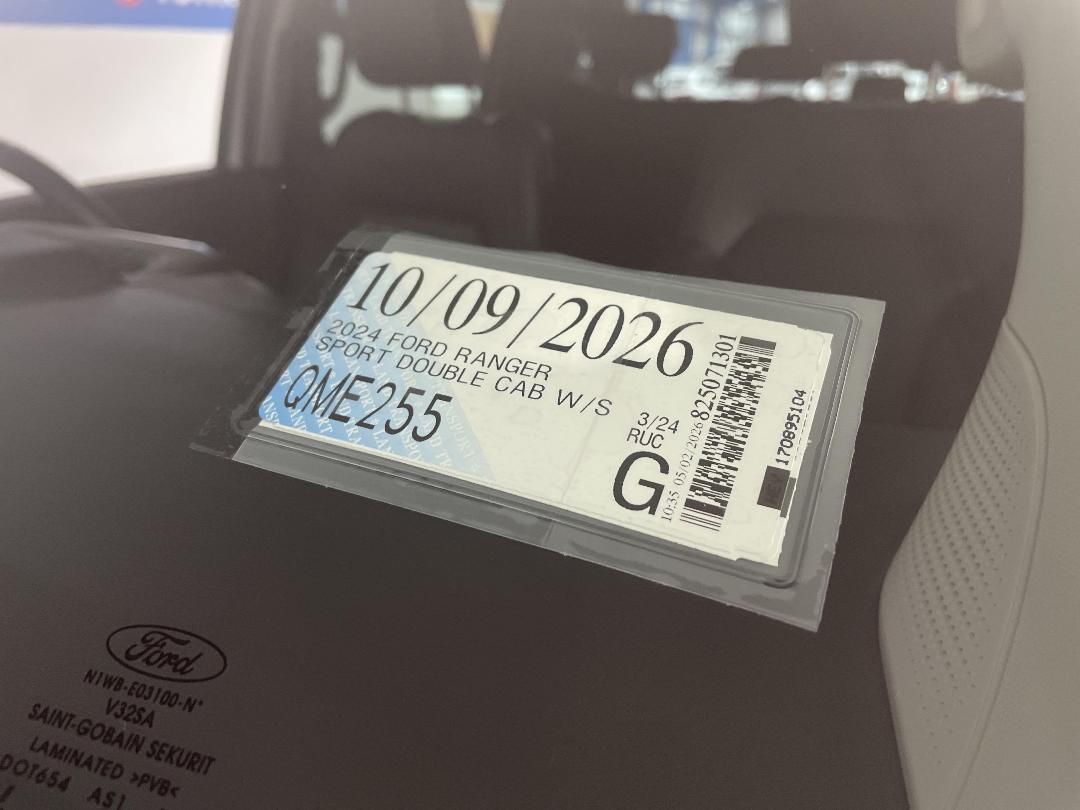 10/09/2026
2024 FORD RANGER
SPORT DOUBLE CAB W/S
QME255
3/24
RUC
G
10:35 05/02/2026 825071301
170895104
REV
Ford
N1WB-E03100-N*
V32SA
SAINT-GOBAIN SEKURIT
LAMINATED >PVB<
DOT654 AS1